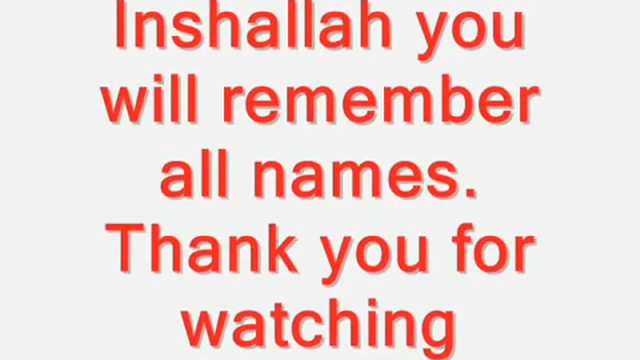 Inshallah you
will remember
all names.
Thank you for
watching